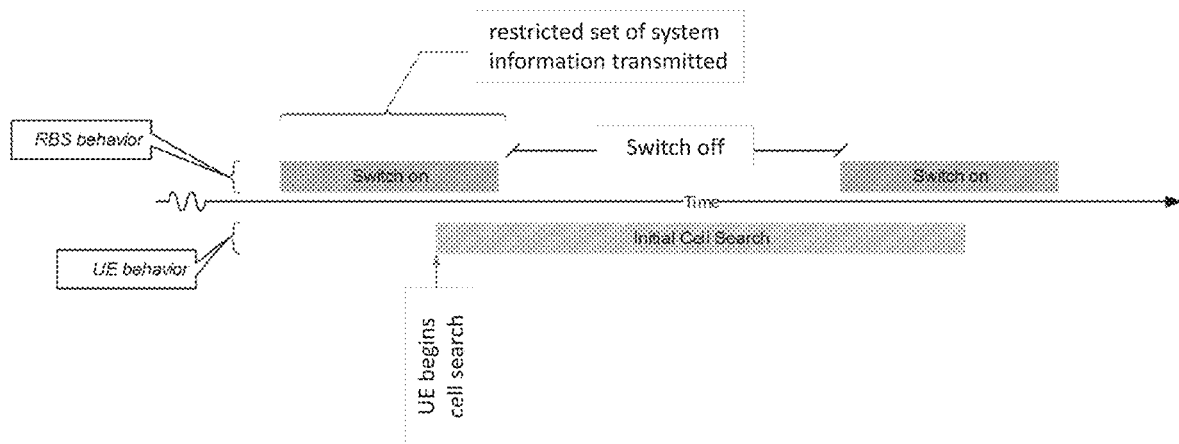 restricted set of system
information transmitted
RBS behavior
Switch off
Switch on
Switch on
Time
Initial Cell Search
UE behavior
UE begins
cell search